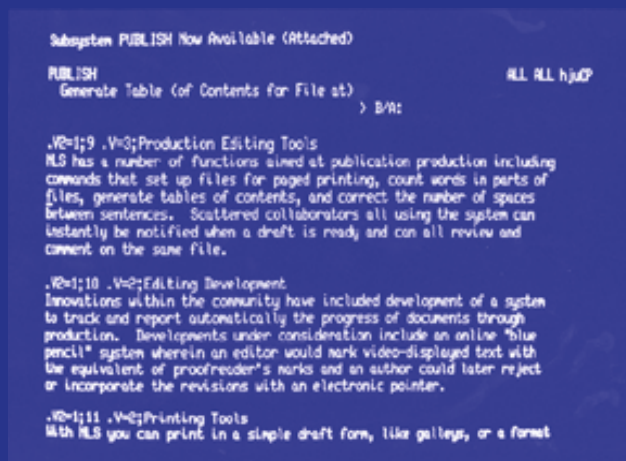 Subsystem PUBLISH Now Available (Attached)
PUBLISH ALL ALL hjuCP
Generate Table (of Contents for File at)
> B/A:
.V2=1;9 .V=3;Production Editing Tools
NLS has a number of functions aimed at publication production including
commands that set up files for paged printing, count words in parts of
files, generate tables of contents, and correct the number of spaces
between sentences. Scattered collaborators all using the system can
instantly be notified when a draft is ready and can all review and
comment on the same file.
.V2=1;10 .V=2;Editing Development
Innovations within the community have included development of a system
to track and report automatically the progress of documents through
production. Developments under consideration include an online "blue
pencil" system wherein an editor would mark video-displayed text with
the equivalent of proofreader's marks and an author could later reject
or incorporate the revisions with an electronic pointer.
.V2=1;11 .V=2;Printing Tools
With NLS you can print in a simple draft form, like galleys, or a format